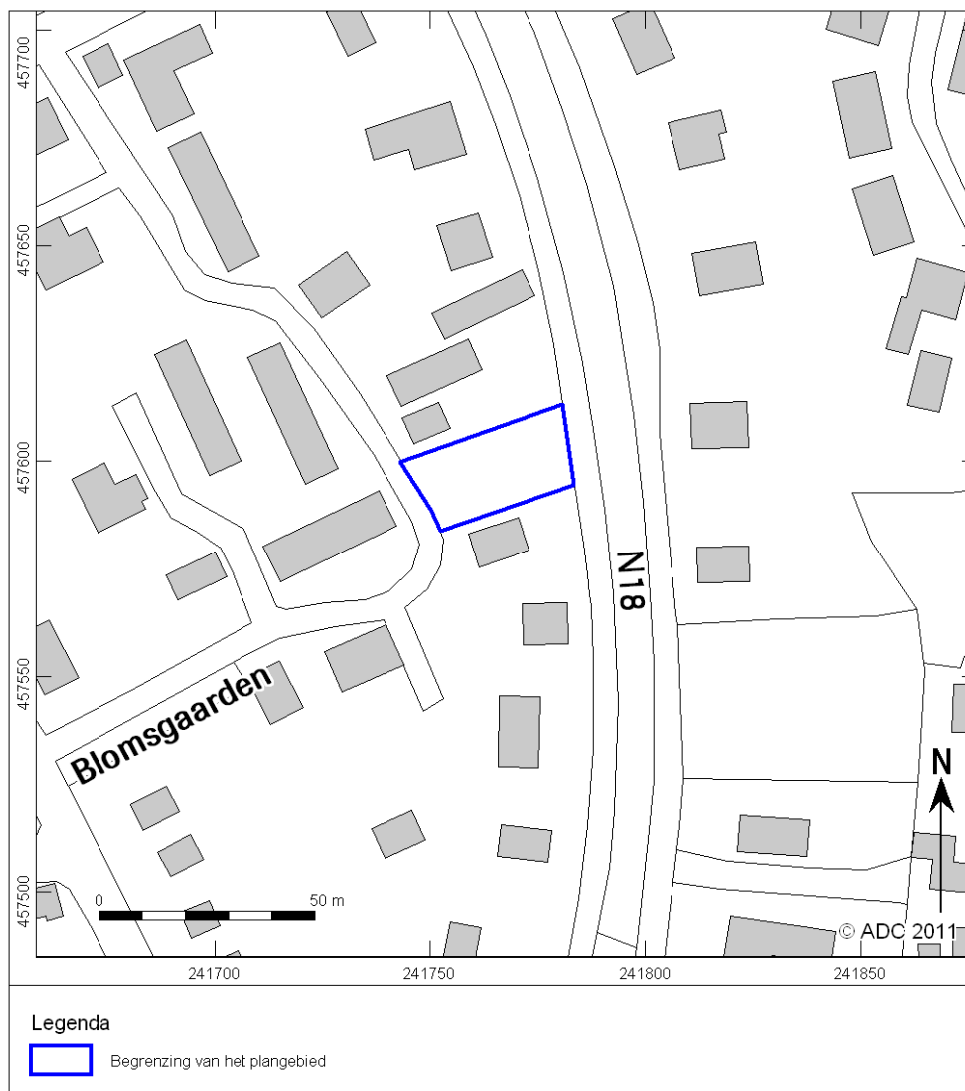 457700
457650
457600
457550
457500
N18
Blomsgaarden
N
0 50 m
© ADC 2011
241700 241750 241800 241850
Legenda
Begrenzing van het plangebied